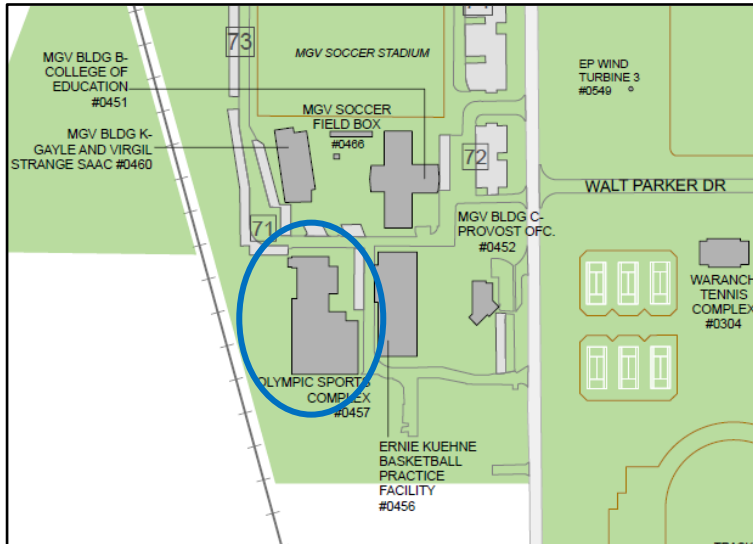 73
MGV SOCCER STADIUM
MGV BLDG B-
COLLEGE OF
EDUCATION
#0451
EP WIND
TURBINE 3
#0549
MGV SOCCER
FIELD BOX
#0466
MGV BLDG K-
GAYLE AND VIRGIL
STRANGE SAAC #0460
72
WALT PARKER DR
71
MGV BLDG C-
PROVOST OFC.
#0452
WARANCH
TENNIS
COMPLEX
#0304
OLYMPIC SPORTS
COMPLEX
#0457
ERNIE KUEHNE
BASKETBALL
PRACTICE
FACILITY
#0456